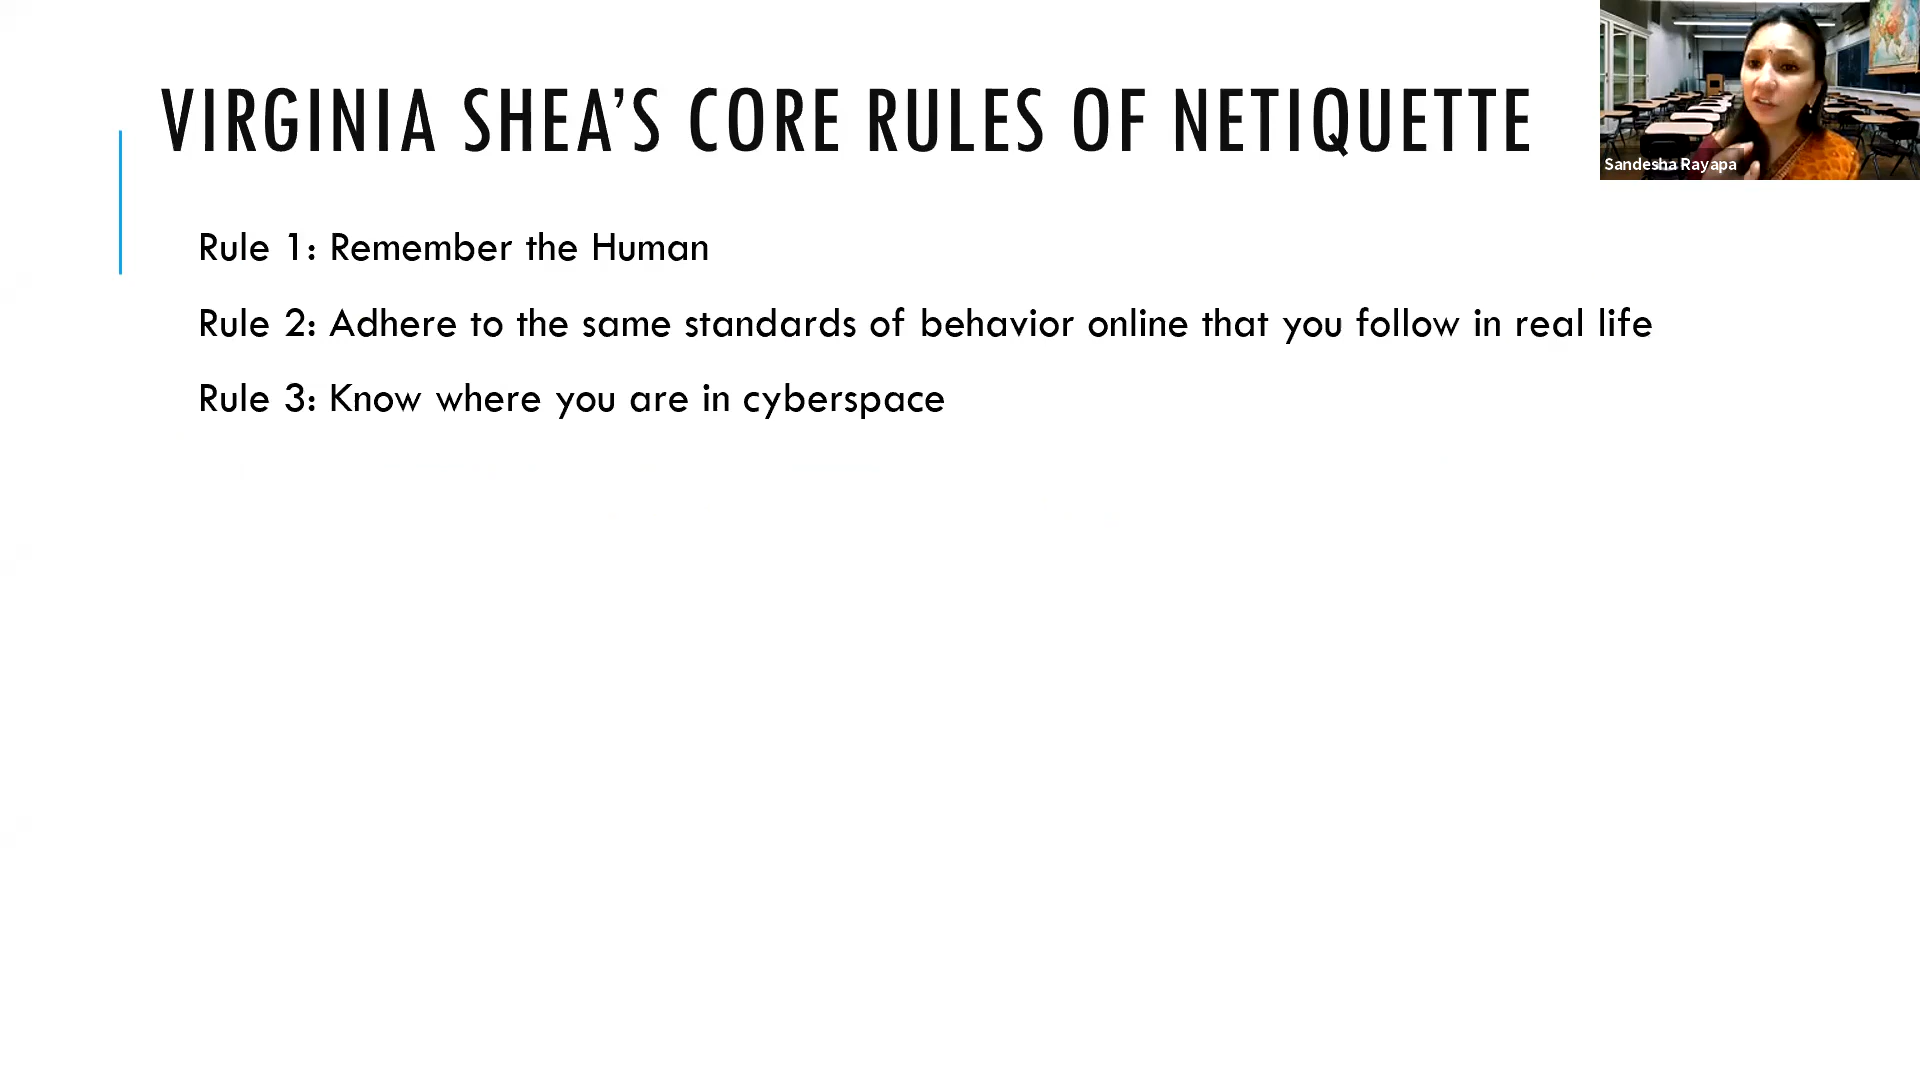 VIRGINIA SHEA’S CORE RULES OF NETIQUETTE
Sandesha Rayapa
Rule 1: Remember the Human
Rule 2: Adhere to the same standards of behavior online that you follow in real life
Rule 3: Know where you are in cyberspace